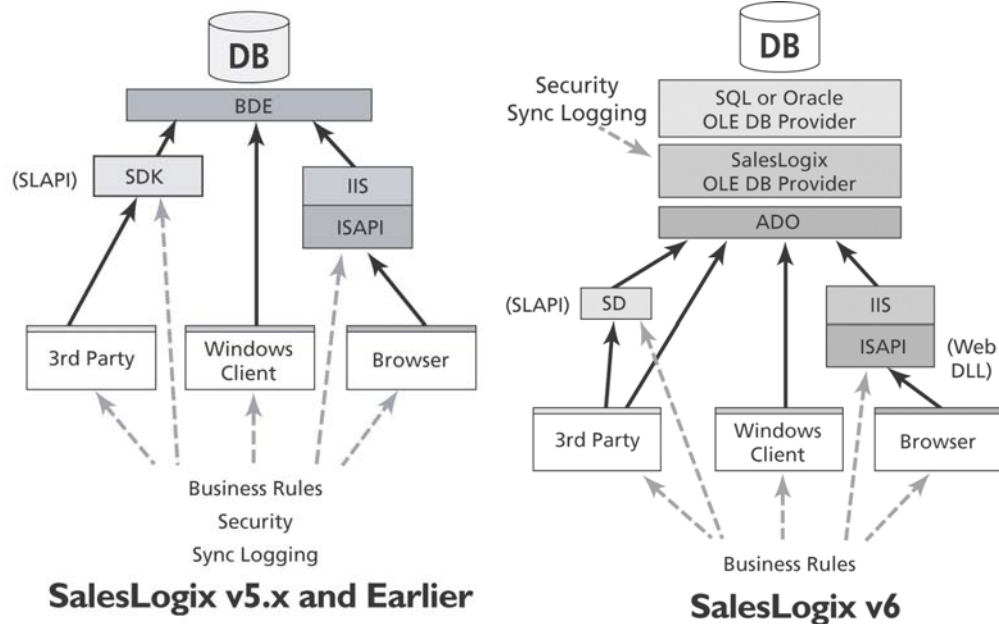 DB
BDE
(SLAPI)
SDK
IIS
ISAPI
3rd Party
Windows
Client
Browser
Business Rules
Security
Sync Logging
SalesLogix v5.x and Earlier
DB
Security
Sync Logging
SQL or Oracle
OLE DB Provider
SalesLogix
OLE DB Provider
ADO
(SLAPI)
SD
IIS
ISAPI
(Web
DLL)
3rd Party
Windows
Client
Browser
Business Rules
SalesLogix v6